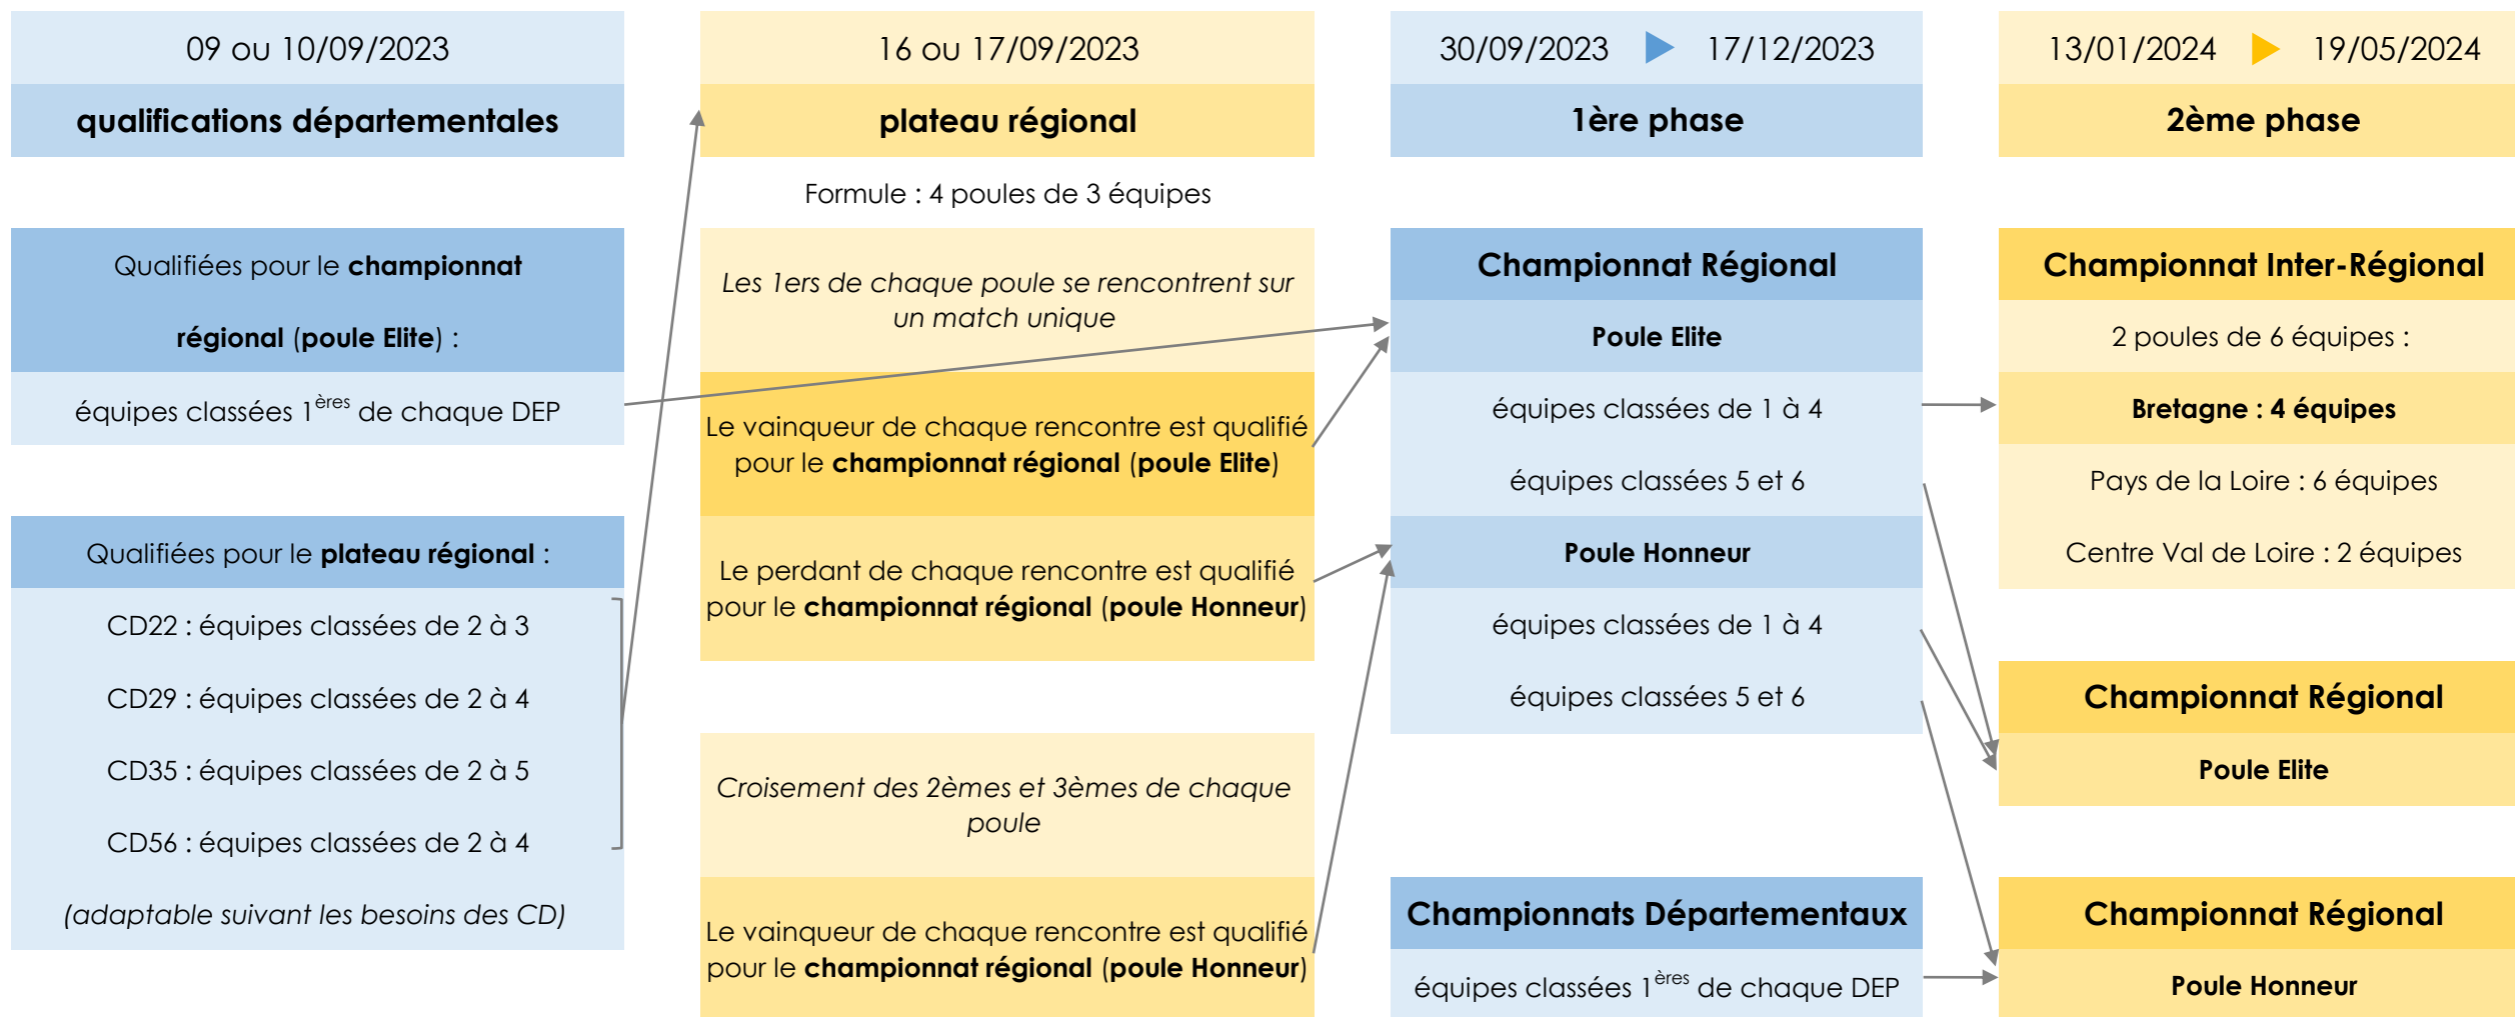 09 ou 10/09/2023
qualifications départementales
Qualifiées pour le championnat
régional (poule Elite) :
équipes classées 1ères de chaque DEP
Qualifiées pour le plateau régional :
CD22 : équipes classées de 2 à 3
CD29 : équipes classées de 2 à 4
CD35 : équipes classées de 2 à 5
CD56 : équipes classées de 2 à 4
(adaptable suivant les besoins des CD)
16 ou 17/09/2023
plateau régional
Formule : 4 poules de 3 équipes
Les 1ers de chaque poule se rencontrent sur
un match unique
Le vainqueur de chaque rencontre est qualifié
pour le championnat régional (poule Elite)
Le perdant de chaque rencontre est qualifié
pour le championnat régional (poule Honneur)
Croisement des 2èmes et 3èmes de chaque
poule
Le vainqueur de chaque rencontre est qualifié
pour le championnat régional (poule Honneur)
30/09/2023 17/12/2023
1ère phase
Championnat Régional
Poule Elite
équipes classées de 1 à 4
équipes classées 5 et 6
Poule Honneur
équipes classées de 1 à 4
équipes classées 5 et 6
Championnats Départementaux
équipes classées 1ères de chaque DEP
13/01/2024 19/05/2024
2ème phase
Championnat Inter-Régional
2 poules de 6 équipes :
Bretagne : 4 équipes
Pays de la Loire : 6 équipes
Centre Val de Loire : 2 équipes
Championnat Régional
Poule Elite
Championnat Régional
Poule Honneur